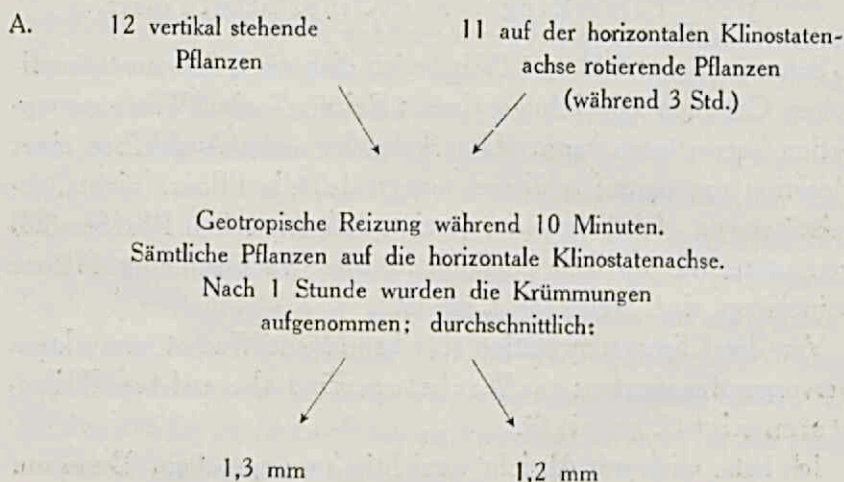 A.
12 vertikal stehende
Pflanzen
11 auf der horizontalen Klinostaten-
achse rotierende Pflanzen
(während 3 Std.)
Geotropische Reizung während 10 Minuten.
Sämtliche Pflanzen auf die horizontale Klinostatenachse.
Nach 1 Stunde wurden die Krümmungen
aufgenommen; durchschnittlich:
1,3 mm
1,2 mm